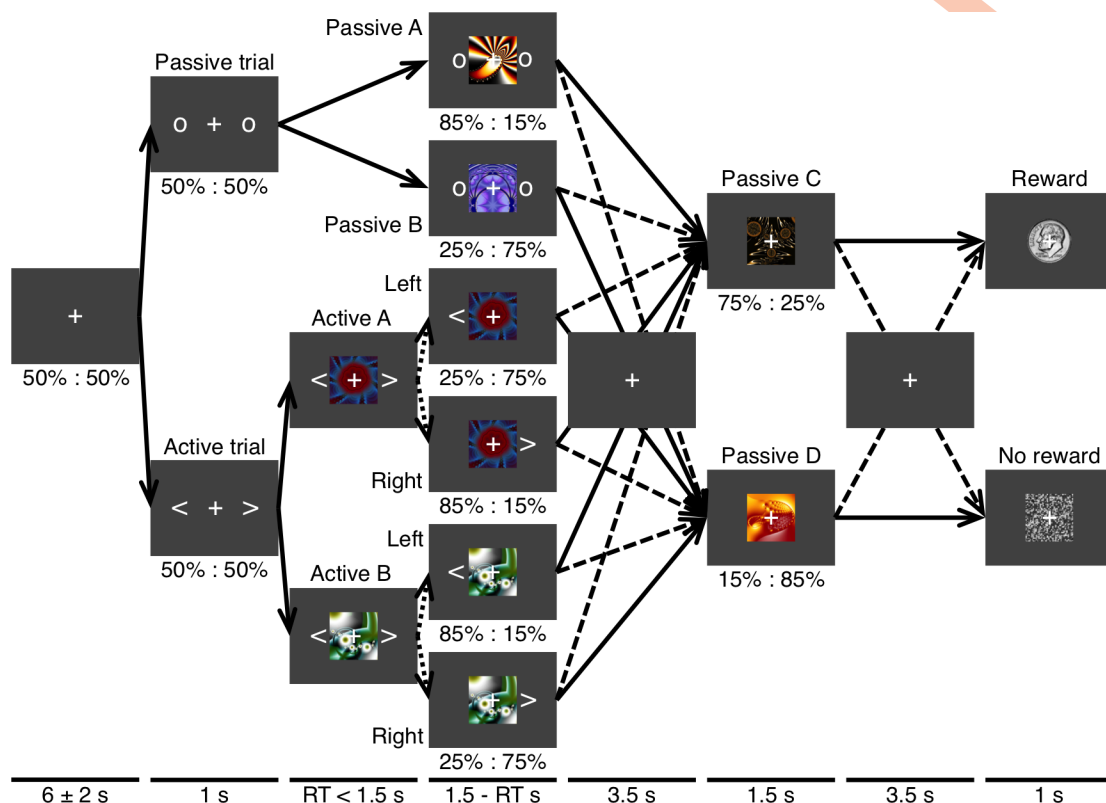 Passive A
o + o
85% : 15%
Passive trial
o + o
50% : 50%
o + o
Passive B
25% : 75%
Passive C
+
75% : 25%
Reward
+
+
50% : 50%
Left
< +
25% : 75%
Active A
< + >
+
+
Active trial
< + >
50% : 50%
+ >
Right
85% : 15%
Passive D
+
15% : 85%
No reward
+
Left
< +
85% : 15%
Active B
< + >
+ >
Right
25% : 75%
6 ± 2 s
1 s
RT < 1.5 s
1.5 - RT s
3.5 s
1.5 s
3.5 s
1 s